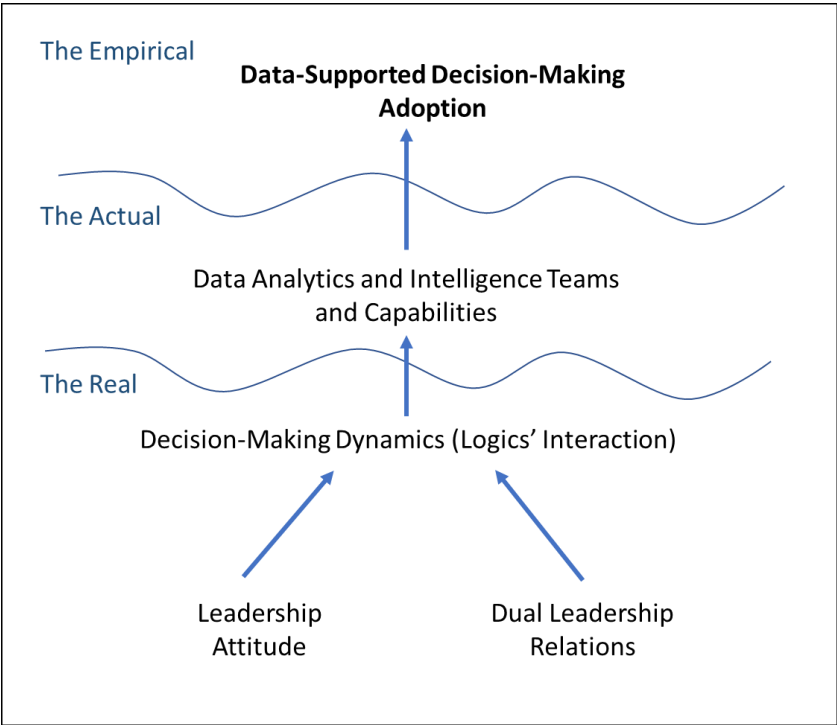 The Empirical
Data-Supported Decision-Making
Adoption
The Actual
Data Analytics and Intelligence Teams
and Capabilities
The Real
Decision-Making Dynamics (Logics’ Interaction)
Leadership
Attitude
Dual Leadership
Relations